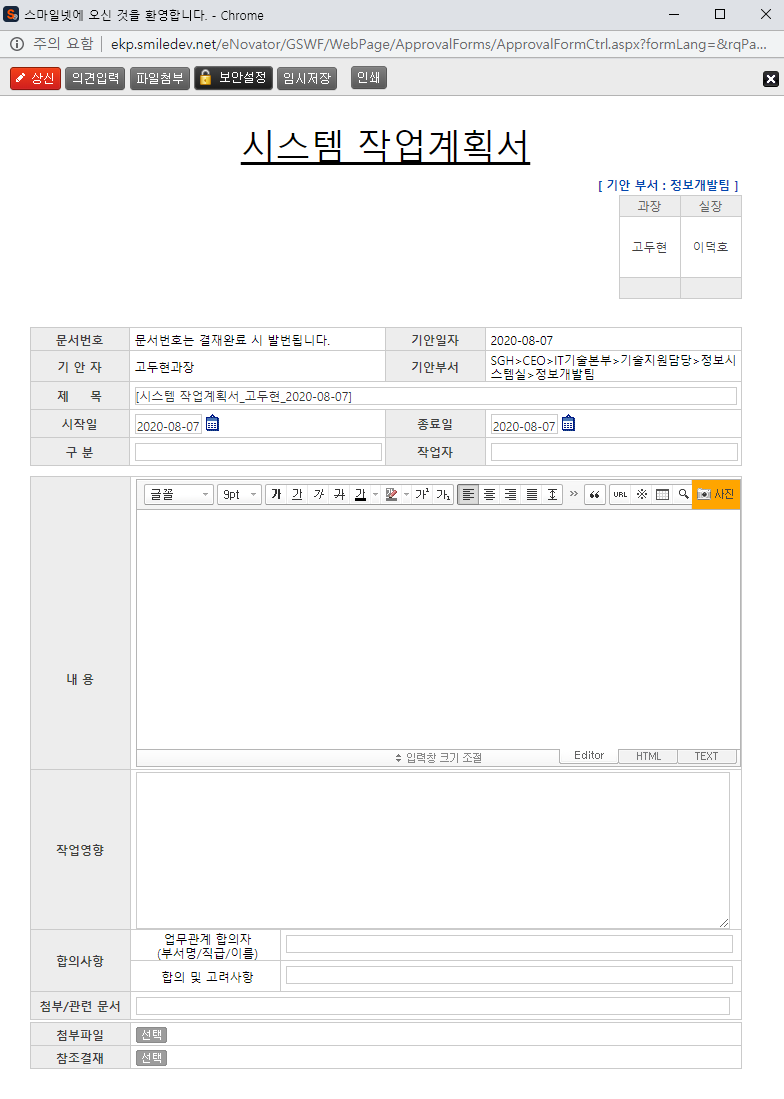 스마일넷에 오신 것을 환영합니다. - Chrome
주의 요함 | ekp.smiledev.net/eNovator/GSWF/WebPage/ApprovalForms/ApprovalFormCtrl.aspx?formLang=&rqPa...
상신 의견입력 파일첨부 보안설정 임시저장 인쇄
시스템 작업계획서
[ 기안 부서 : 정보개발팀 ]
과장 실장
고두현 이덕호
문서번호 문서번호는 결재완료 시 발번됩니다. 기안일자 2020-08-07
기 안 자 고두현과장 기안부서 SGH>CEO>IT기술본부>기술지원담당>정보시
스템실>정보개발팀
제 목 [시스템 작업계획서_고두현_2020-08-07]
시작일 2020-08-07 종료일 2020-08-07
구 분 작업자
글꼴 9pt 가 가 가 가 가 가¹ 가₁ URL 사진
내 용
입력창 크기 조절 Editor HTML TEXT
작업영향
합의사항 업무관계 합의자
(부서명/직급/이름)
합의 및 고려사항
첨부/관련 문서
첨부파일 선택
참조결재 선택